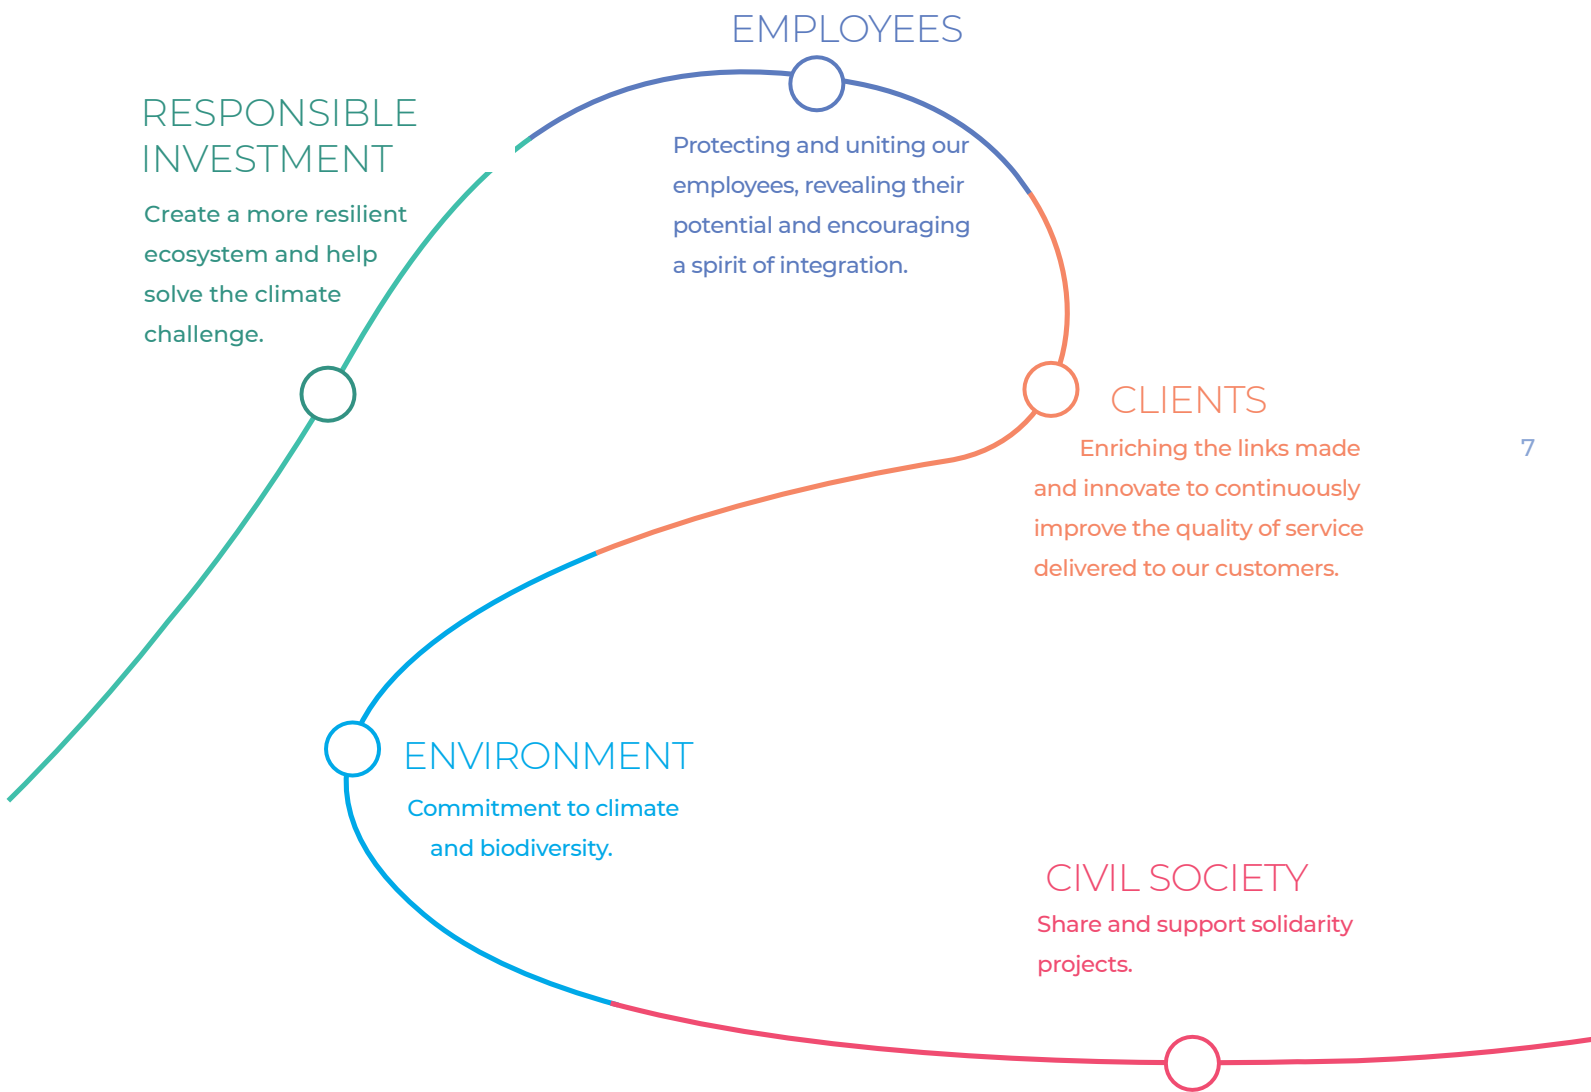 RESPONSIBLE
INVESTMENT
Create a more resilient
ecosystem and help
solve the climate
challenge.
EMPLOYEES
Protecting and uniting our
employees, revealing their
potential and encouraging
a spirit of integration.
CLIENTS
Enriching the links made
and innovate to continuously
improve the quality of service
delivered to our customers.
7
ENVIRONMENT
Commitment to climate
and biodiversity.
CIVIL SOCIETY
Share and support solidarity
projects.